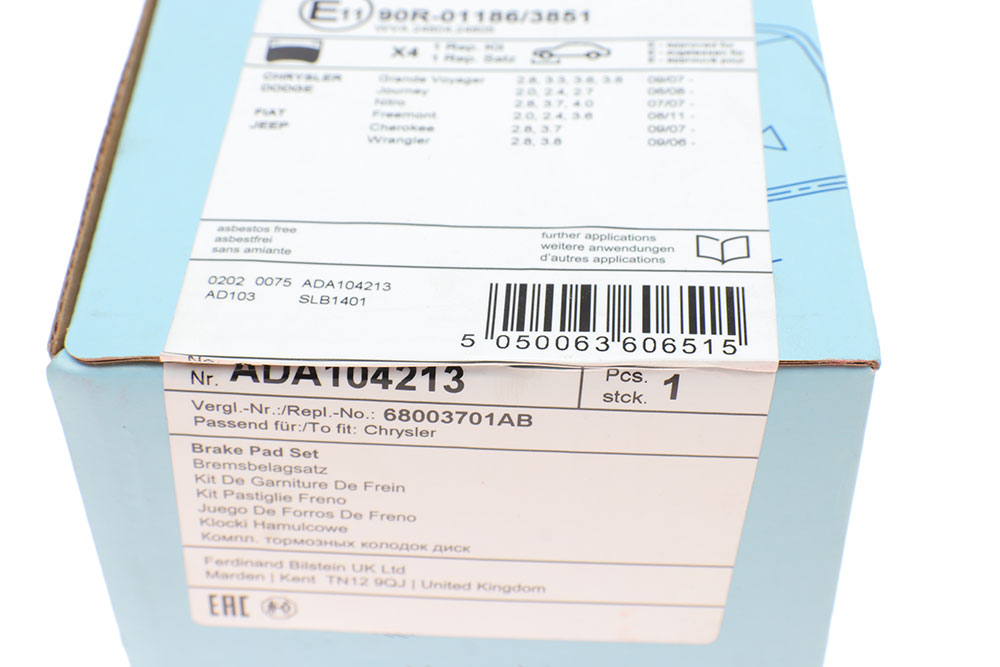 E11 90R-01186/3851
X4 1 Rep. Kit
1 Rep. Satz
E - approved for
E - zugelassen für
E - approuvé pour
CHRYSLER Grande Voyager 2.8, 3.3, 3.6, 3.8 09/07 -
DODGE Journey 2.0, 2.4, 2.7 06/08 -
Nitro 2.8, 3.7, 4.0 07/07 -
FIAT Freemont 2.0, 2.4, 3.6 08/11 -
JEEP Cherokee 2.8, 3.7 09/07 -
Wrangler 2.8, 3.8 09/06 -
asbestos free
asbestfrei
sans amiante
further applications
weitere anwendungen
d'autres applications
0202 0075 ADA104213
AD103 SLB1401
5 050063 606515
No.
Nr. ADA104213
Pcs.
stck. 1
Vergl.-Nr.:/Repl.-No.: 68003701AB
Passend für:/To fit: Chrysler
Brake Pad Set
Bremsbelagsatz
Kit De Garniture De Frein
Kit Pastiglie Freno
Juego De Forros De Freno
Klocki Hamulcowe
Компл. тормозных колодок диск
Ferdinand Bilstein UK Ltd
Marden | Kent TN12 9QJ | United Kingdom
EAC